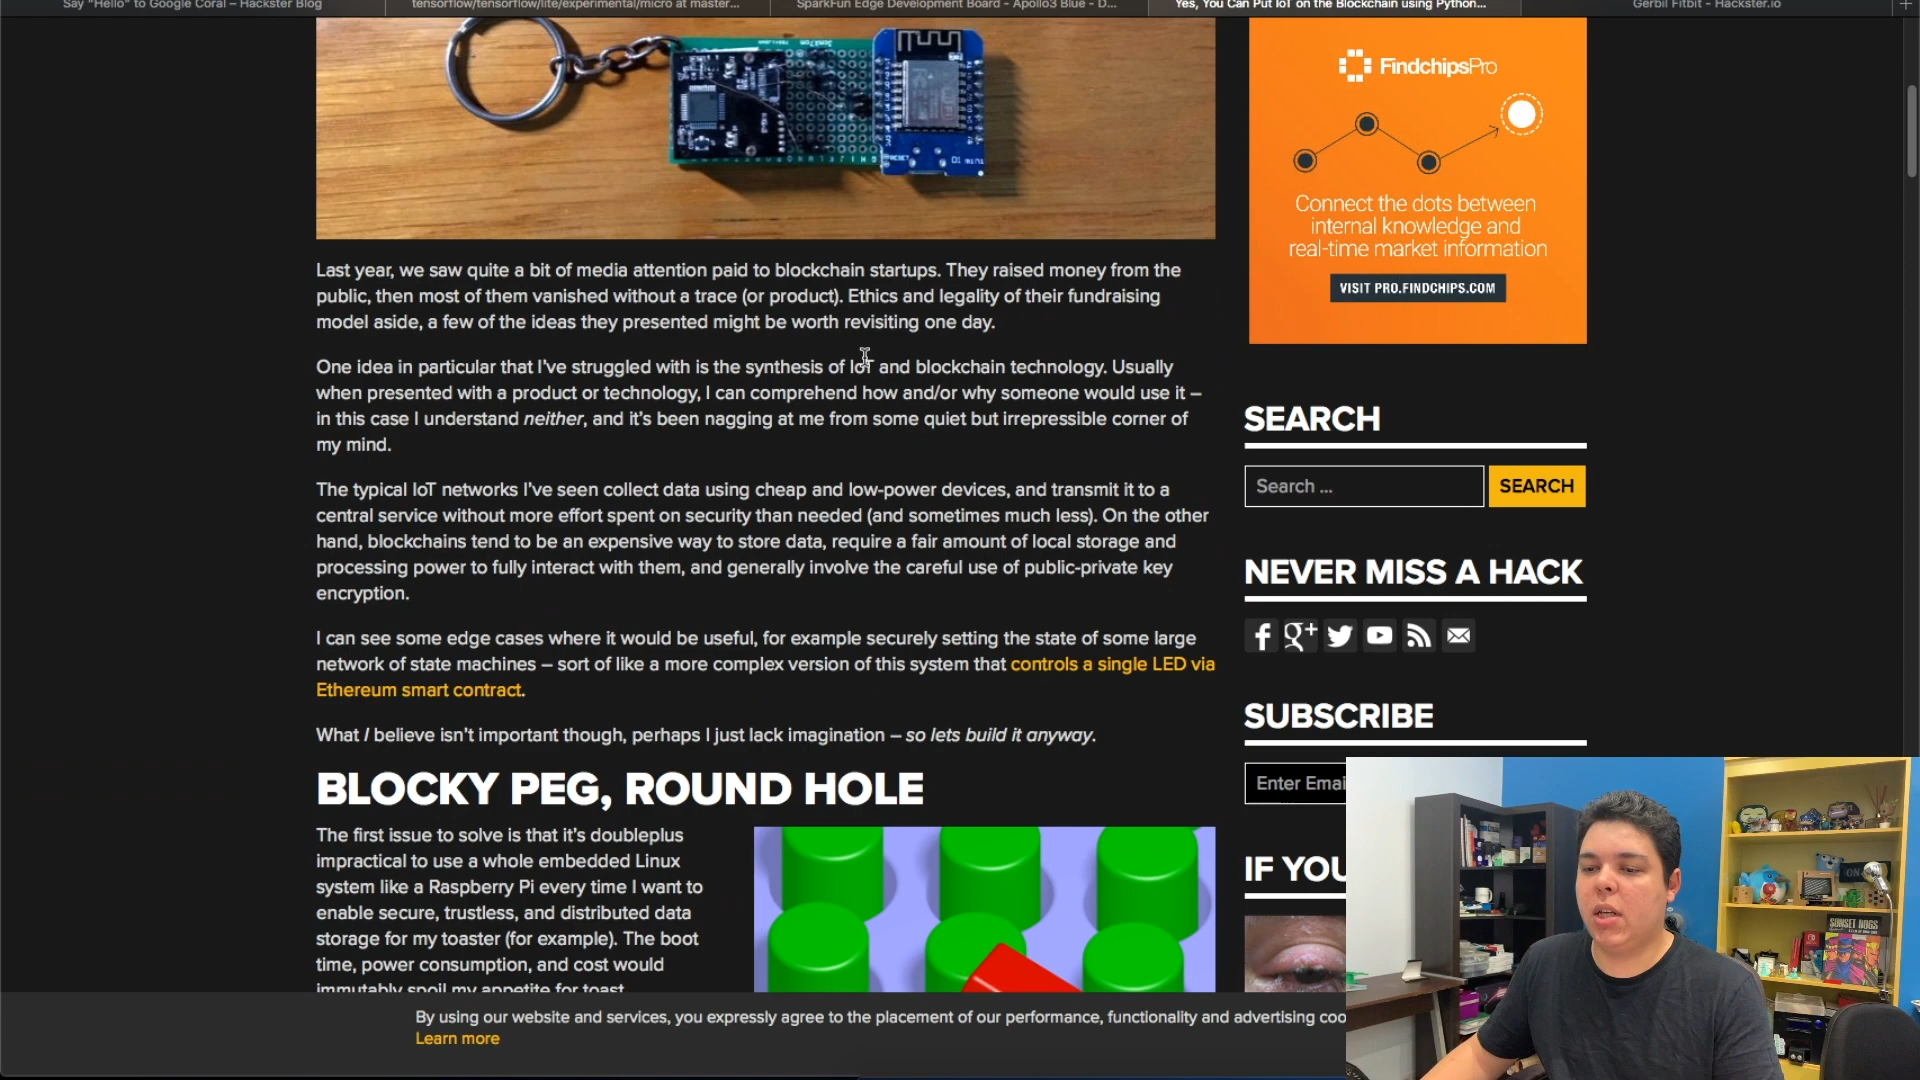 Say "Hello" to Google Coral – Hackster Blog
tensorflow/tensorflow/lite/experimental/micro at master...
SparkFun Edge Development Board - Apollo3 Blue - D...
Yes, You Can Put IoT on the Blockchain using Python...
Gerbil Fitbit - Hackster.io
RESET
D1
FindchipsPro
Connect the dots between
internal knowledge and
real-time market information
VISIT PRO.FINDCHIPS.COM
Last year, we saw quite a bit of media attention paid to blockchain startups. They raised money from the
public, then most of them vanished without a trace (or product). Ethics and legality of their fundraising
model aside, a few of the ideas they presented might be worth revisiting one day.
One idea in particular that I've struggled with is the synthesis of IoT and blockchain technology. Usually
when presented with a product or technology, I can comprehend how and/or why someone would use it –
in this case I understand neither, and it's been nagging at me from some quiet but irrepressible corner of
my mind.
The typical IoT networks I've seen collect data using cheap and low-power devices, and transmit it to a
central service without more effort spent on security than needed (and sometimes much less). On the other
hand, blockchains tend to be an expensive way to store data, require a fair amount of local storage and
processing power to fully interact with them, and generally involve the careful use of public-private key
encryption.
I can see some edge cases where it would be useful, for example securely setting the state of some large
network of state machines – sort of like a more complex version of this system that controls a single LED via
Ethereum smart contract.
What I believe isn't important though, perhaps I just lack imagination – so lets build it anyway.
BLOCKY PEG, ROUND HOLE
The first issue to solve is that it's doubleplus
impractical to use a whole embedded Linux
system like a Raspberry Pi every time I want to
enable secure, trustless, and distributed data
storage for my toaster (for example). The boot
time, power consumption, and cost would
immutably spoil my appetite for toast.
SEARCH
Search ...
SEARCH
NEVER MISS A HACK
SUBSCRIBE
Enter Emai
IF YOU
By using our website and services, you expressly agree to the placement of our performance, functionality and advertising coo
Learn more
SUNSET